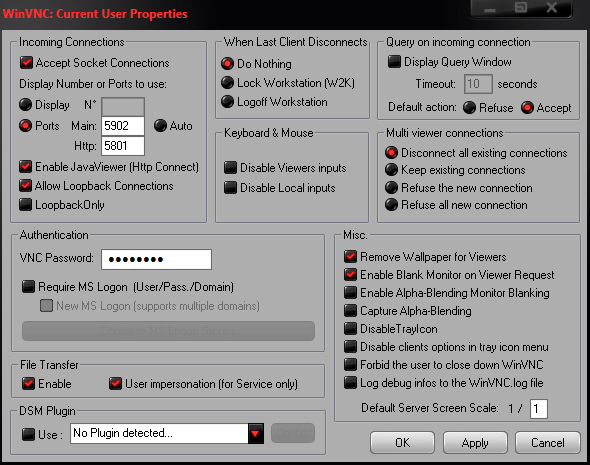 WinVNC: Current User Properties
Incoming Connections
Accept Socket Connections
Display Number or Ports to use:
Display N°
Ports Main: 5902 Auto
Http: 5801
Enable JavaViewer (Http Connect)
Allow Loopback Connections
LoopbackOnly
When Last Client Disconnects
Do Nothing
Lock Workstation (W2K)
Logoff Workstation
Keyboard & Mouse
Disable Viewers inputs
Disable Local inputs
Query on incoming connection
Display Query Window
Timeout: 10 seconds
Default action: Refuse Accept
Multi viewer connections
Disconnect all existing connections
Keep existing connections
Refuse the new connection
Refuse all new connection
Authentication
VNC Password: ••••••••
Require MS Logon (User/Pass./Domain)
New MS Logon (supports multiple domains)
File Transfer
Enable User impersonation (for Service only)
DSM Plugin
Use : No Plugin detected...
Misc.
Remove Wallpaper for Viewers
Enable Blank Monitor on Viewer Request
Enable Alpha-Blending Monitor Blanking
Capture Alpha-Blending
DisableTrayIcon
Disable clients options in tray icon menu
Forbid the user to close down WinVNC
Log debug infos to the WinVNC.log file
Default Server Screen Scale: 1 / 1
OK Apply Cancel